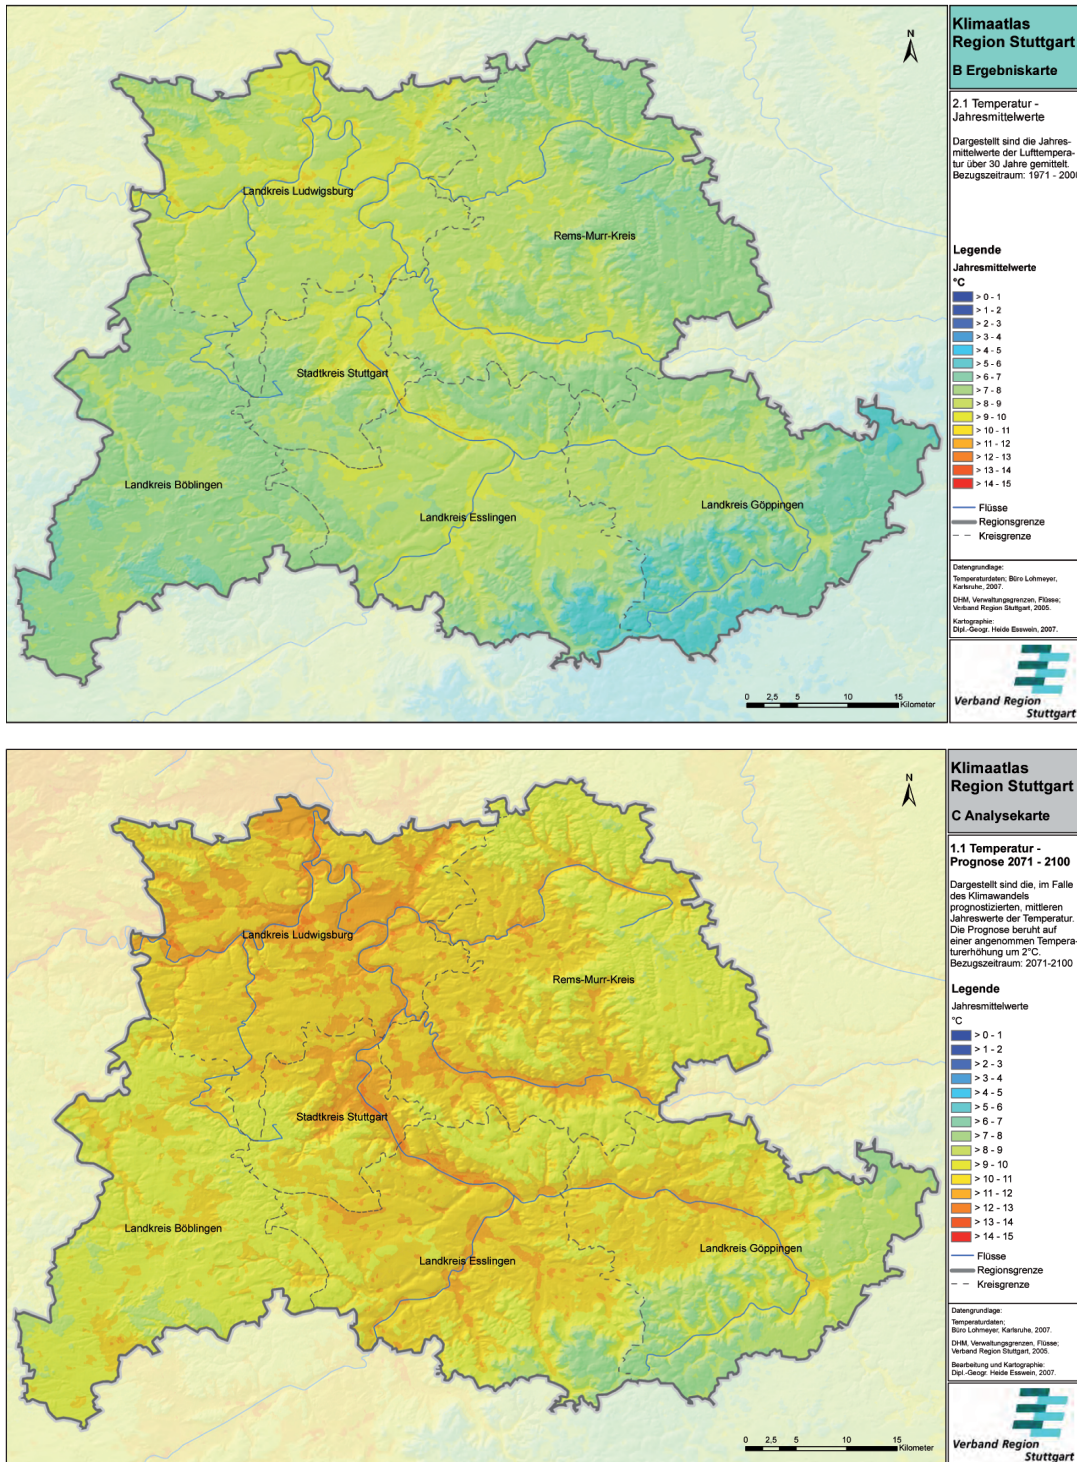 Klimaatlas
Region Stuttgart
B Ergebniskarte
2.1 Temperatur -
Jahresmittelwerte
Dargestellt sind die Jahres-
mittelwerte der Lufttempera-
tur über 30 Jahre gemittelt.
Bezugszeitraum: 1971 - 2000
Legende
Jahresmittelwerte
°C
> 0 - 1
> 1 - 2
> 2 - 3
> 3 - 4
> 4 - 5
> 5 - 6
> 6 - 7
> 7 - 8
> 8 - 9
> 9 - 10
> 10 - 11
> 11 - 12
> 12 - 13
> 13 - 14
> 14 - 15
Flüsse
Regionsgrenze
Kreisgrenze
Datengrundlage:
Temperaturdaten; Büro Lohmeyer,
Karlsruhe, 2007.
DHM, Verwaltungsgrenzen, Flüsse;
Verband Region Stuttgart, 2005.
Kartographie:
Dipl.-Geogr. Heide Esswein, 2007.
Verband Region
Stuttgart
N
Landkreis Ludwigsburg
Rems-Murr-Kreis
Stadtkreis Stuttgart
Landkreis Böblingen
Landkreis Esslingen
Landkreis Göppingen
0 2,5 5 10 15
Kilometer
Klimaatlas
Region Stuttgart
C Analysekarte
1.1 Temperatur -
Prognose 2071 - 2100
Dargestellt sind die, im Falle
des Klimawandels
prognostizierten, mittleren
Jahreswerte der Temperatur.
Die Prognose beruht auf
einer angenommen Tempera-
turerhöhung um 2°C.
Bezugszeitraum: 2071-2100
Legende
Jahresmittelwerte
°C
> 0 - 1
> 1 - 2
> 2 - 3
> 3 - 4
> 4 - 5
> 5 - 6
> 6 - 7
> 7 - 8
> 8 - 9
> 9 - 10
> 10 - 11
> 11 - 12
> 12 - 13
> 13 - 14
> 14 - 15
Flüsse
Regionsgrenze
Kreisgrenze
Datengrundlage:
Temperaturdaten;
Büro Lohmeyer, Karlsruhe, 2007.
DHM, Verwaltungsgrenzen, Flüsse;
Verband Region Stuttgart, 2005.
Bearbeitung und Kartographie:
Dipl.-Geogr. Heide Esswein, 2007.
Verband Region
Stuttgart
N
Landkreis Ludwigsburg
Rems-Murr-Kreis
Stadtkreis Stuttgart
Landkreis Böblingen
Landkreis Esslingen
Landkreis Göppingen
0 2,5 5 10 15
Kilometer